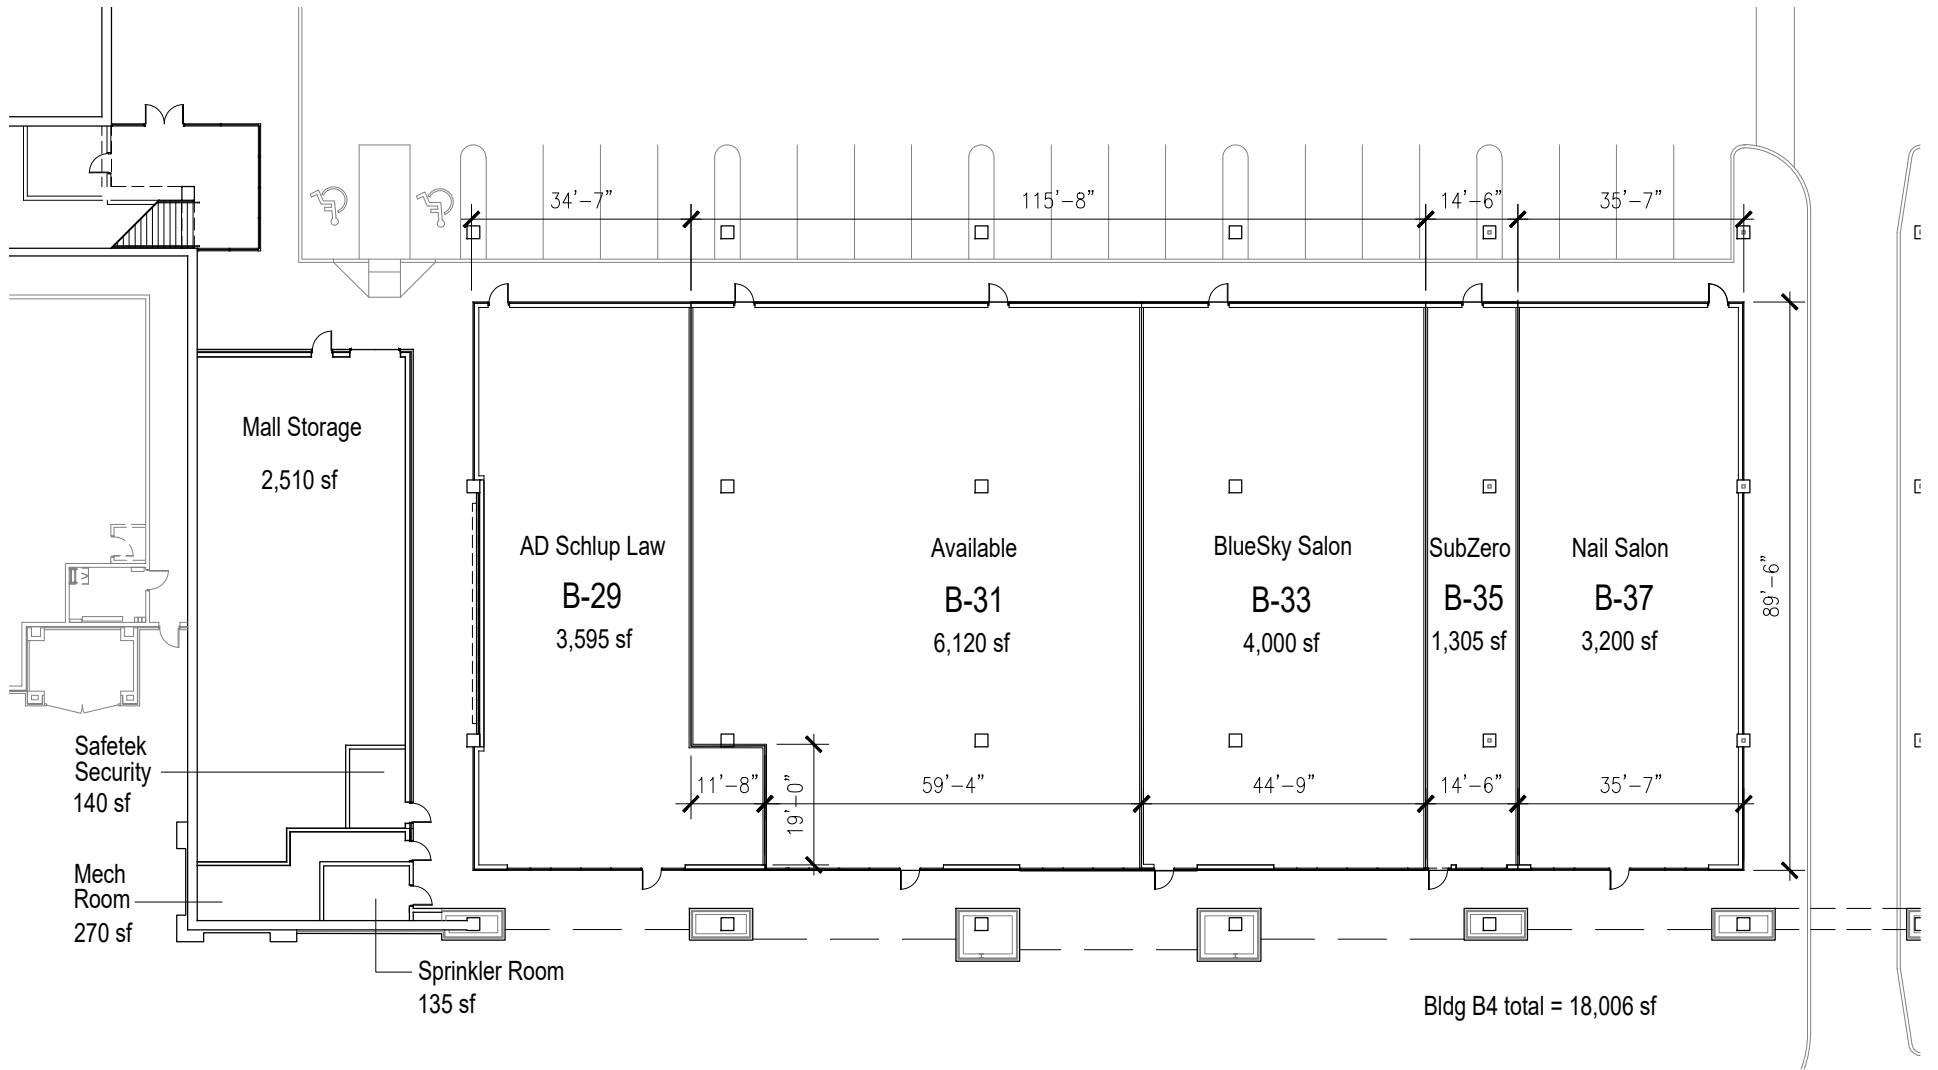 34'-7"
115'-8"
14'-6"
35'-7"
Mall Storage
2,510 sf
AD Schlup Law
B-29
3,595 sf
Available
B-31
6,120 sf
BlueSky Salon
B-33
4,000 sf
SubZero
B-35
1,305 sf
Nail Salon
B-37
3,200 sf
89'-6"
Safetek
Security
140 sf
11'-8"
19'-0"
59'-4"
44'-9"
14'-6"
35'-7"
Mech
Room
270 sf
Sprinkler Room
135 sf
Bldg B4 total = 18,006 sf